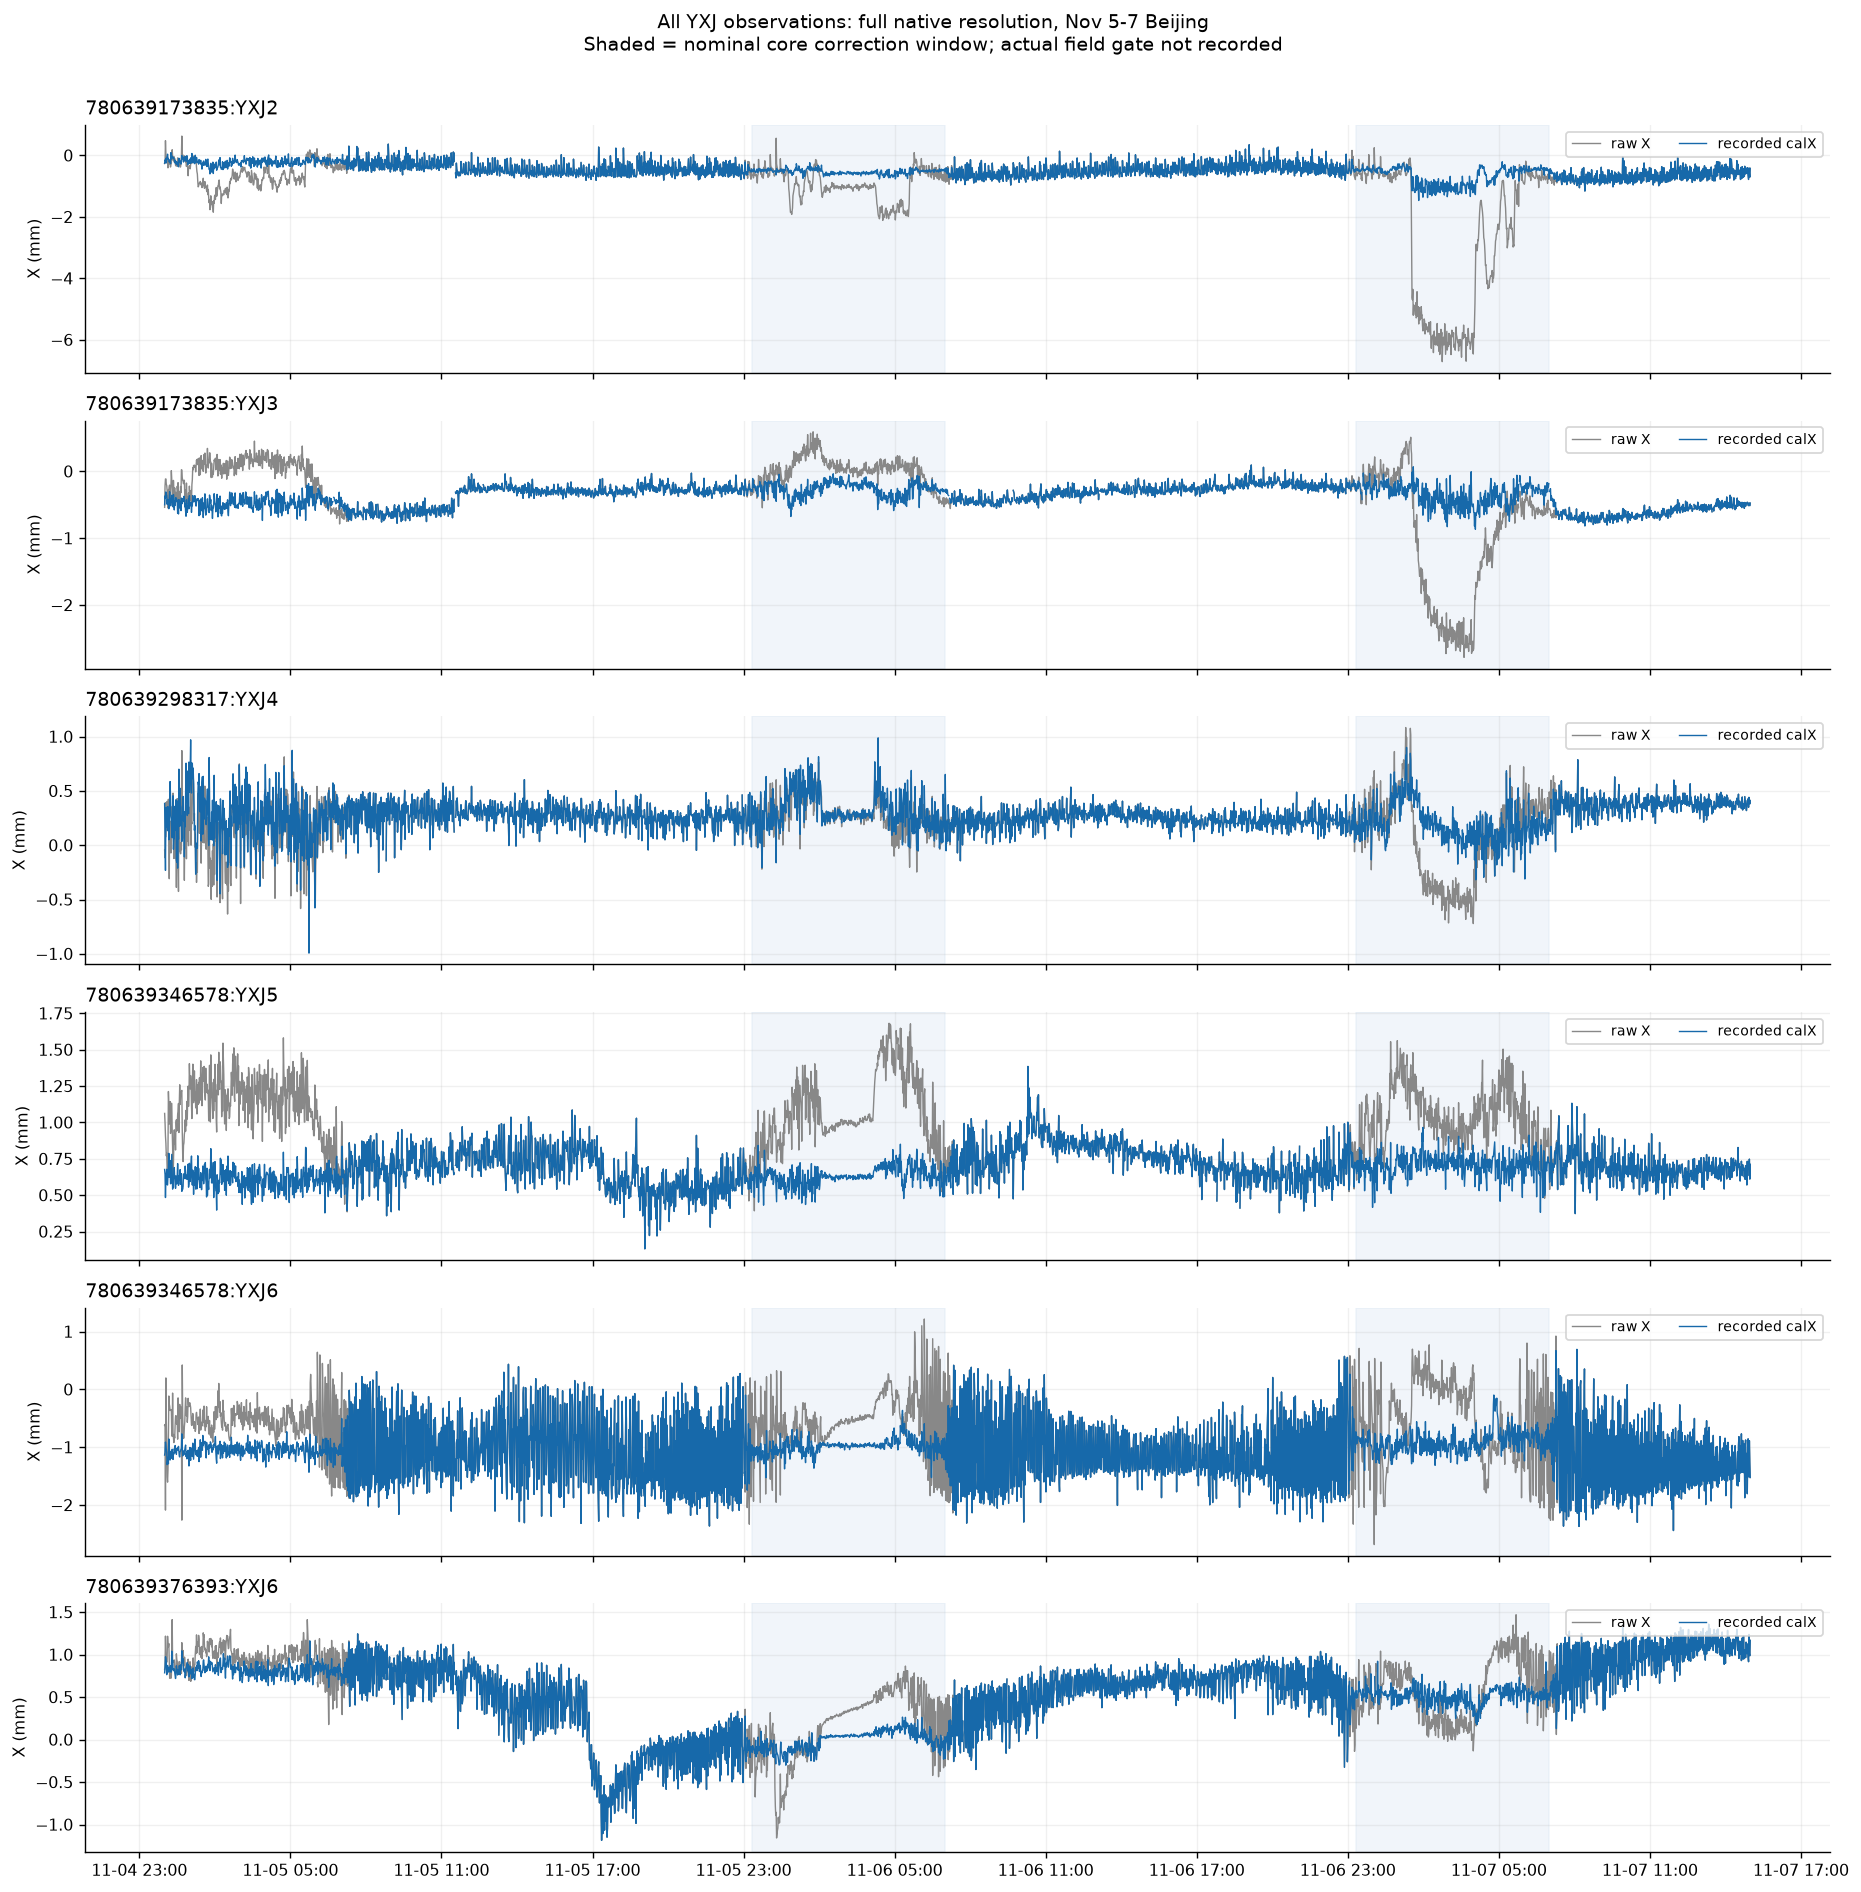 All YXJ observations: full native resolution, Nov 5-7 Beijing
Shaded = nominal core correction window; actual field gate not recorded
780639173835:YXJ2
raw X recorded calX
X (mm)
0
−2
−4
−6
780639173835:YXJ3
raw X recorded calX
X (mm)
0
−1
−2
780639298317:YXJ4
raw X recorded calX
X (mm)
1.0
0.5
0.0
−0.5
−1.0
780639346578:YXJ5
raw X recorded calX
X (mm)
1.75
1.50
1.25
1.00
0.75
0.50
0.25
780639346578:YXJ6
raw X recorded calX
X (mm)
1
0
−1
−2
780639376393:YXJ6
raw X recorded calX
X (mm)
1.5
1.0
0.5
0.0
−0.5
−1.0
11-04 23:00 11-05 05:00 11-05 11:00 11-05 17:00 11-05 23:00 11-06 05:00 11-06 11:00 11-06 17:00 11-06 23:00 11-07 05:00 11-07 11:00 11-07 17:00